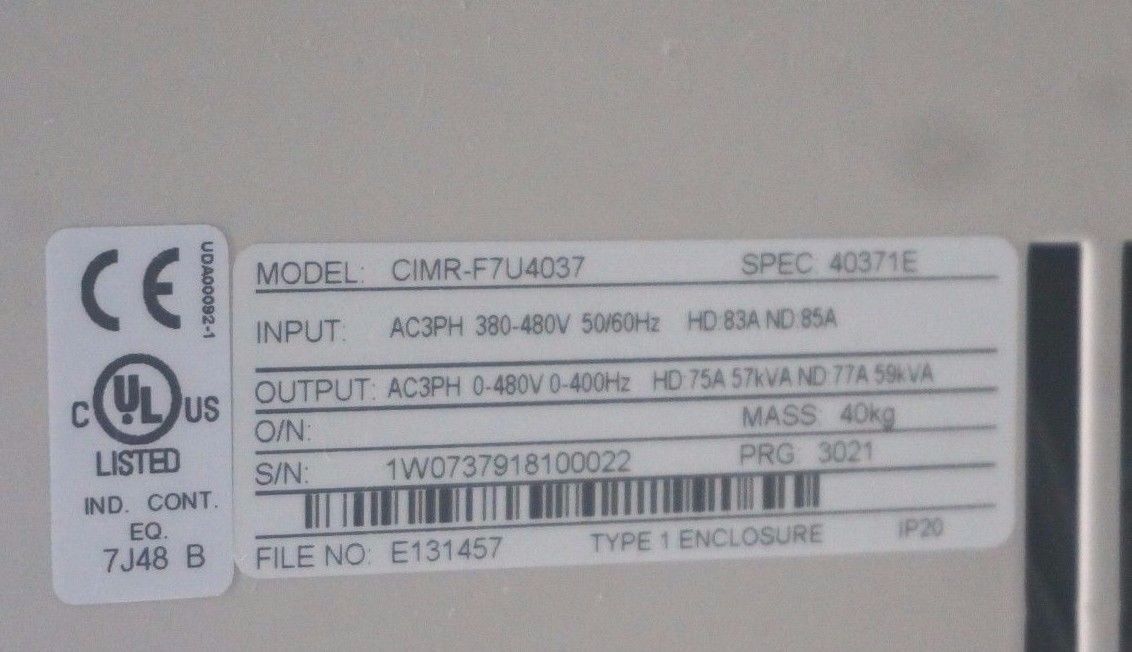 CE
UDA00092-1
C UL US
LISTED
IND. CONT.
EQ.
7J48 B
MODEL: CIMR-F7U4037 SPEC 40371E
INPUT: AC3PH 380-480V 50/60Hz HD:83A ND:85A
OUTPUT: AC3PH 0-480V 0-400Hz HD:75A 57kVA ND:77A 59kVA
O/N: MASS 40kg
S/N: 1W0737918100022 PRG: 3021
FILE NO: E131457 TYPE 1 ENCLOSURE IP20